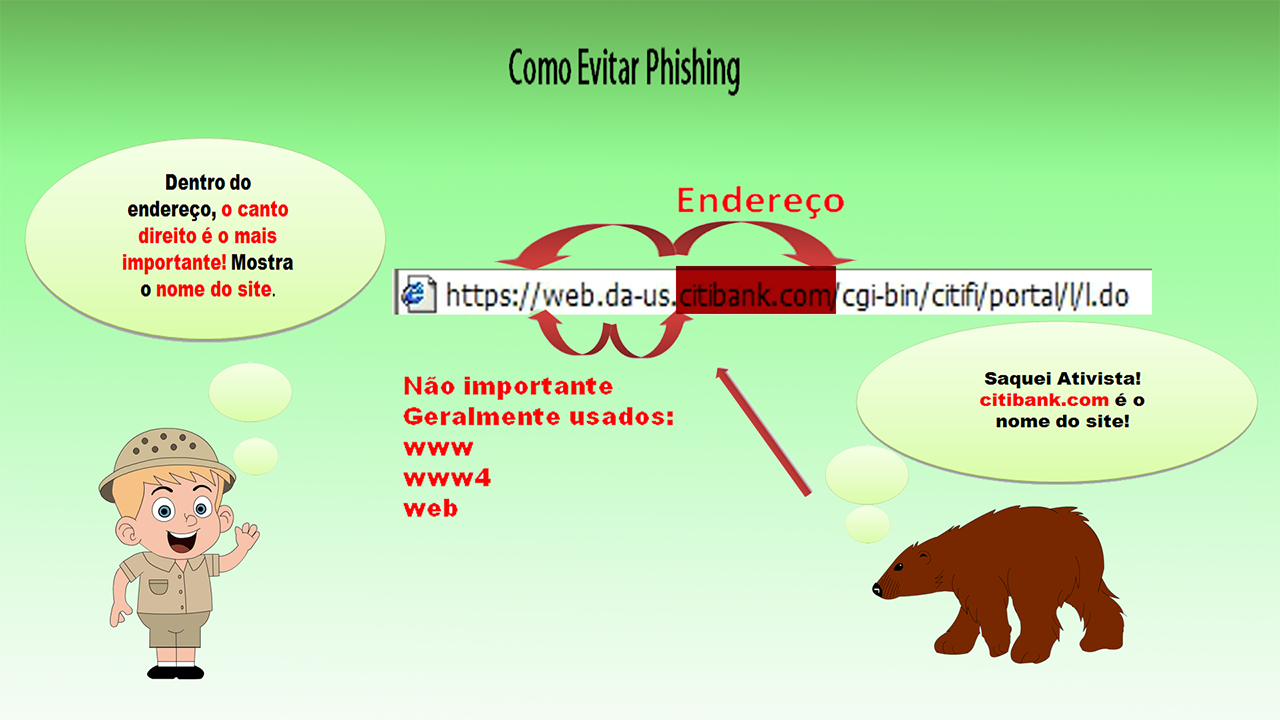 Como Evitar Phishing
Dentro do
endereço, o canto
direito é o mais
importante! Mostra
o nome do site.
Endereço
https://web.da-us.citibank.com/cgi-bin/citifi/portal/l/l.do
Não importante
Geralmente usados:
www
www4
web
Saquei Ativista!
citibank.com é o
nome do site!